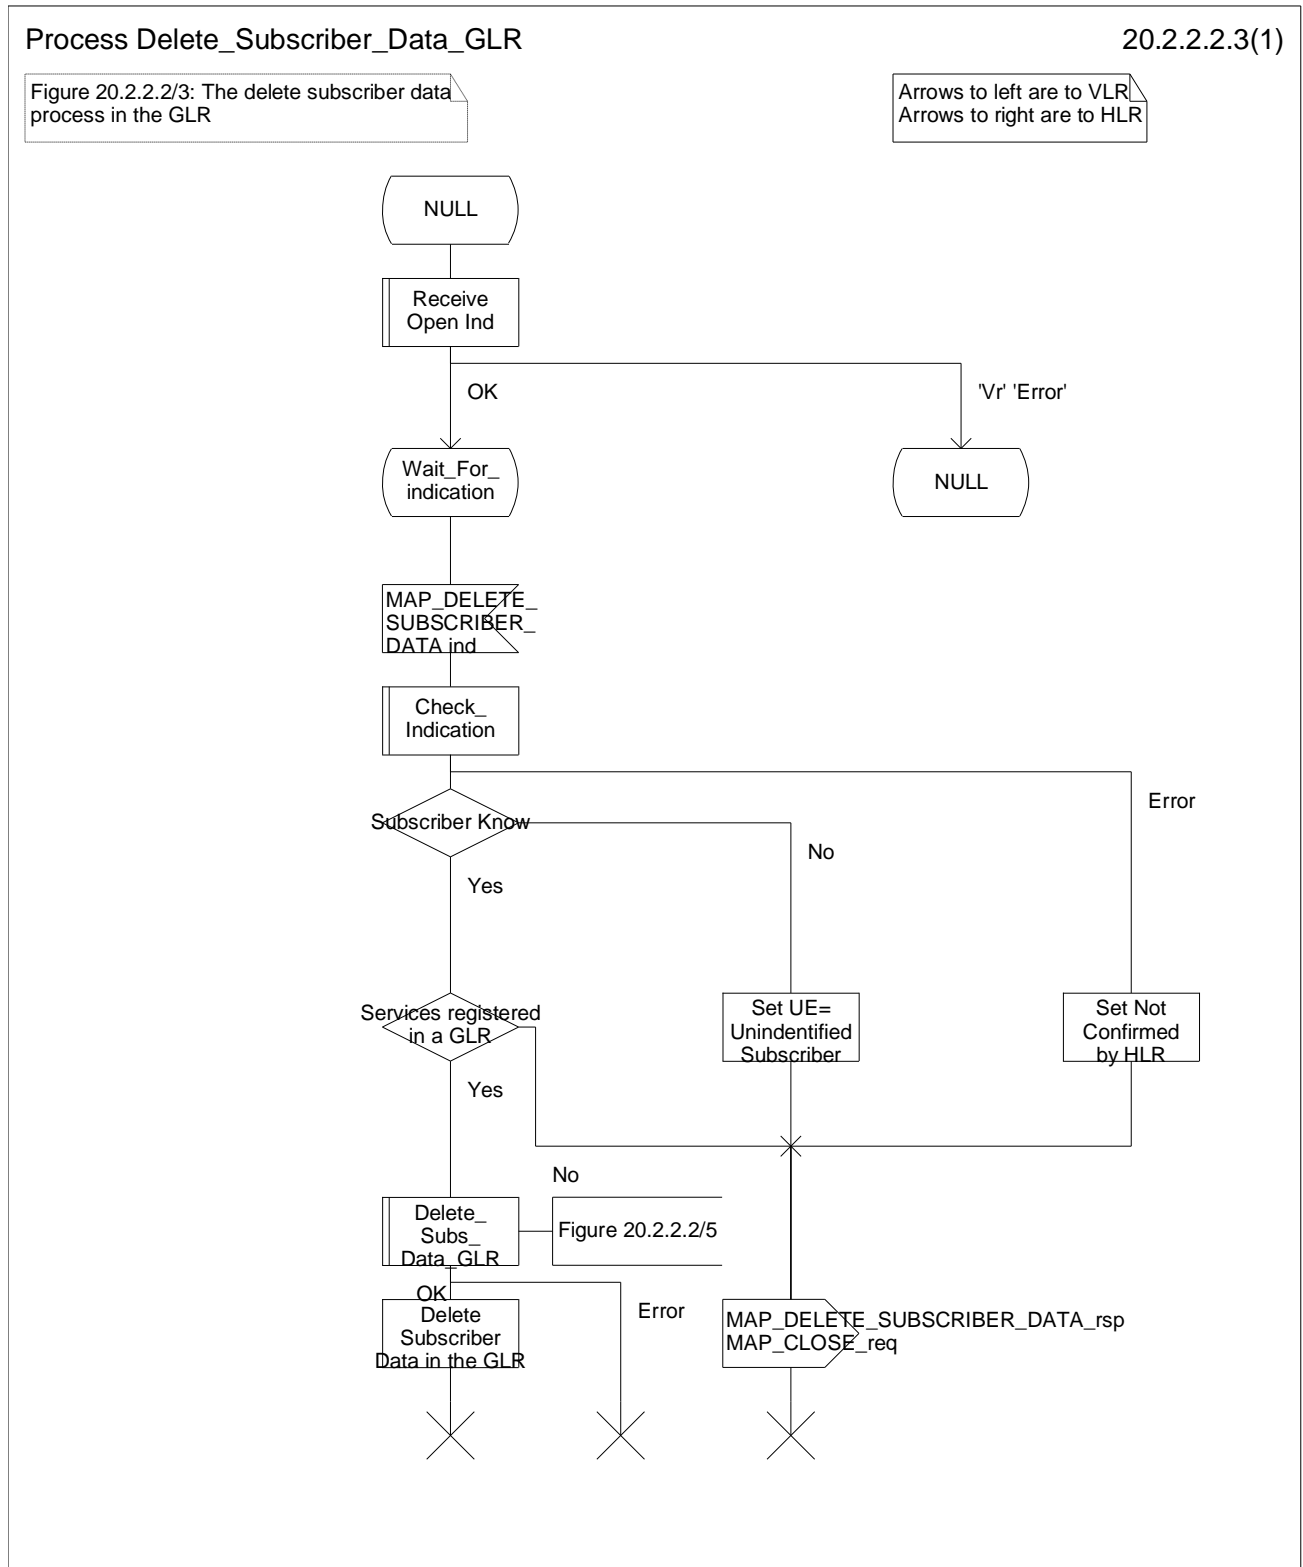 Process Delete_Subscriber_Data_GLR
20.2.2.2.3(1)
Figure 20.2.2.2/3: The delete subscriber data
process in the GLR
Arrows to left are to VLR
Arrows to right are to HLR
NULL
Receive
Open Ind
OK
'Vr' 'Error'
Wait_For_
indication
NULL
MAP_DELETE_
SUBSCRIBER_
DATA ind
Check_
Indication
Error
Subscriber Know
No
Yes
Services registered
in a GLR
Set UE=
Unindentified
Subscriber
Set Not
Confirmed
by HLR
Yes
No
Delete_
Subs_
Data_GLR
Figure 20.2.2.2/5
OK
Error
Delete
Subscriber
Data in the GLR
MAP_DELETE_SUBSCRIBER_DATA_rsp
MAP_CLOSE_req